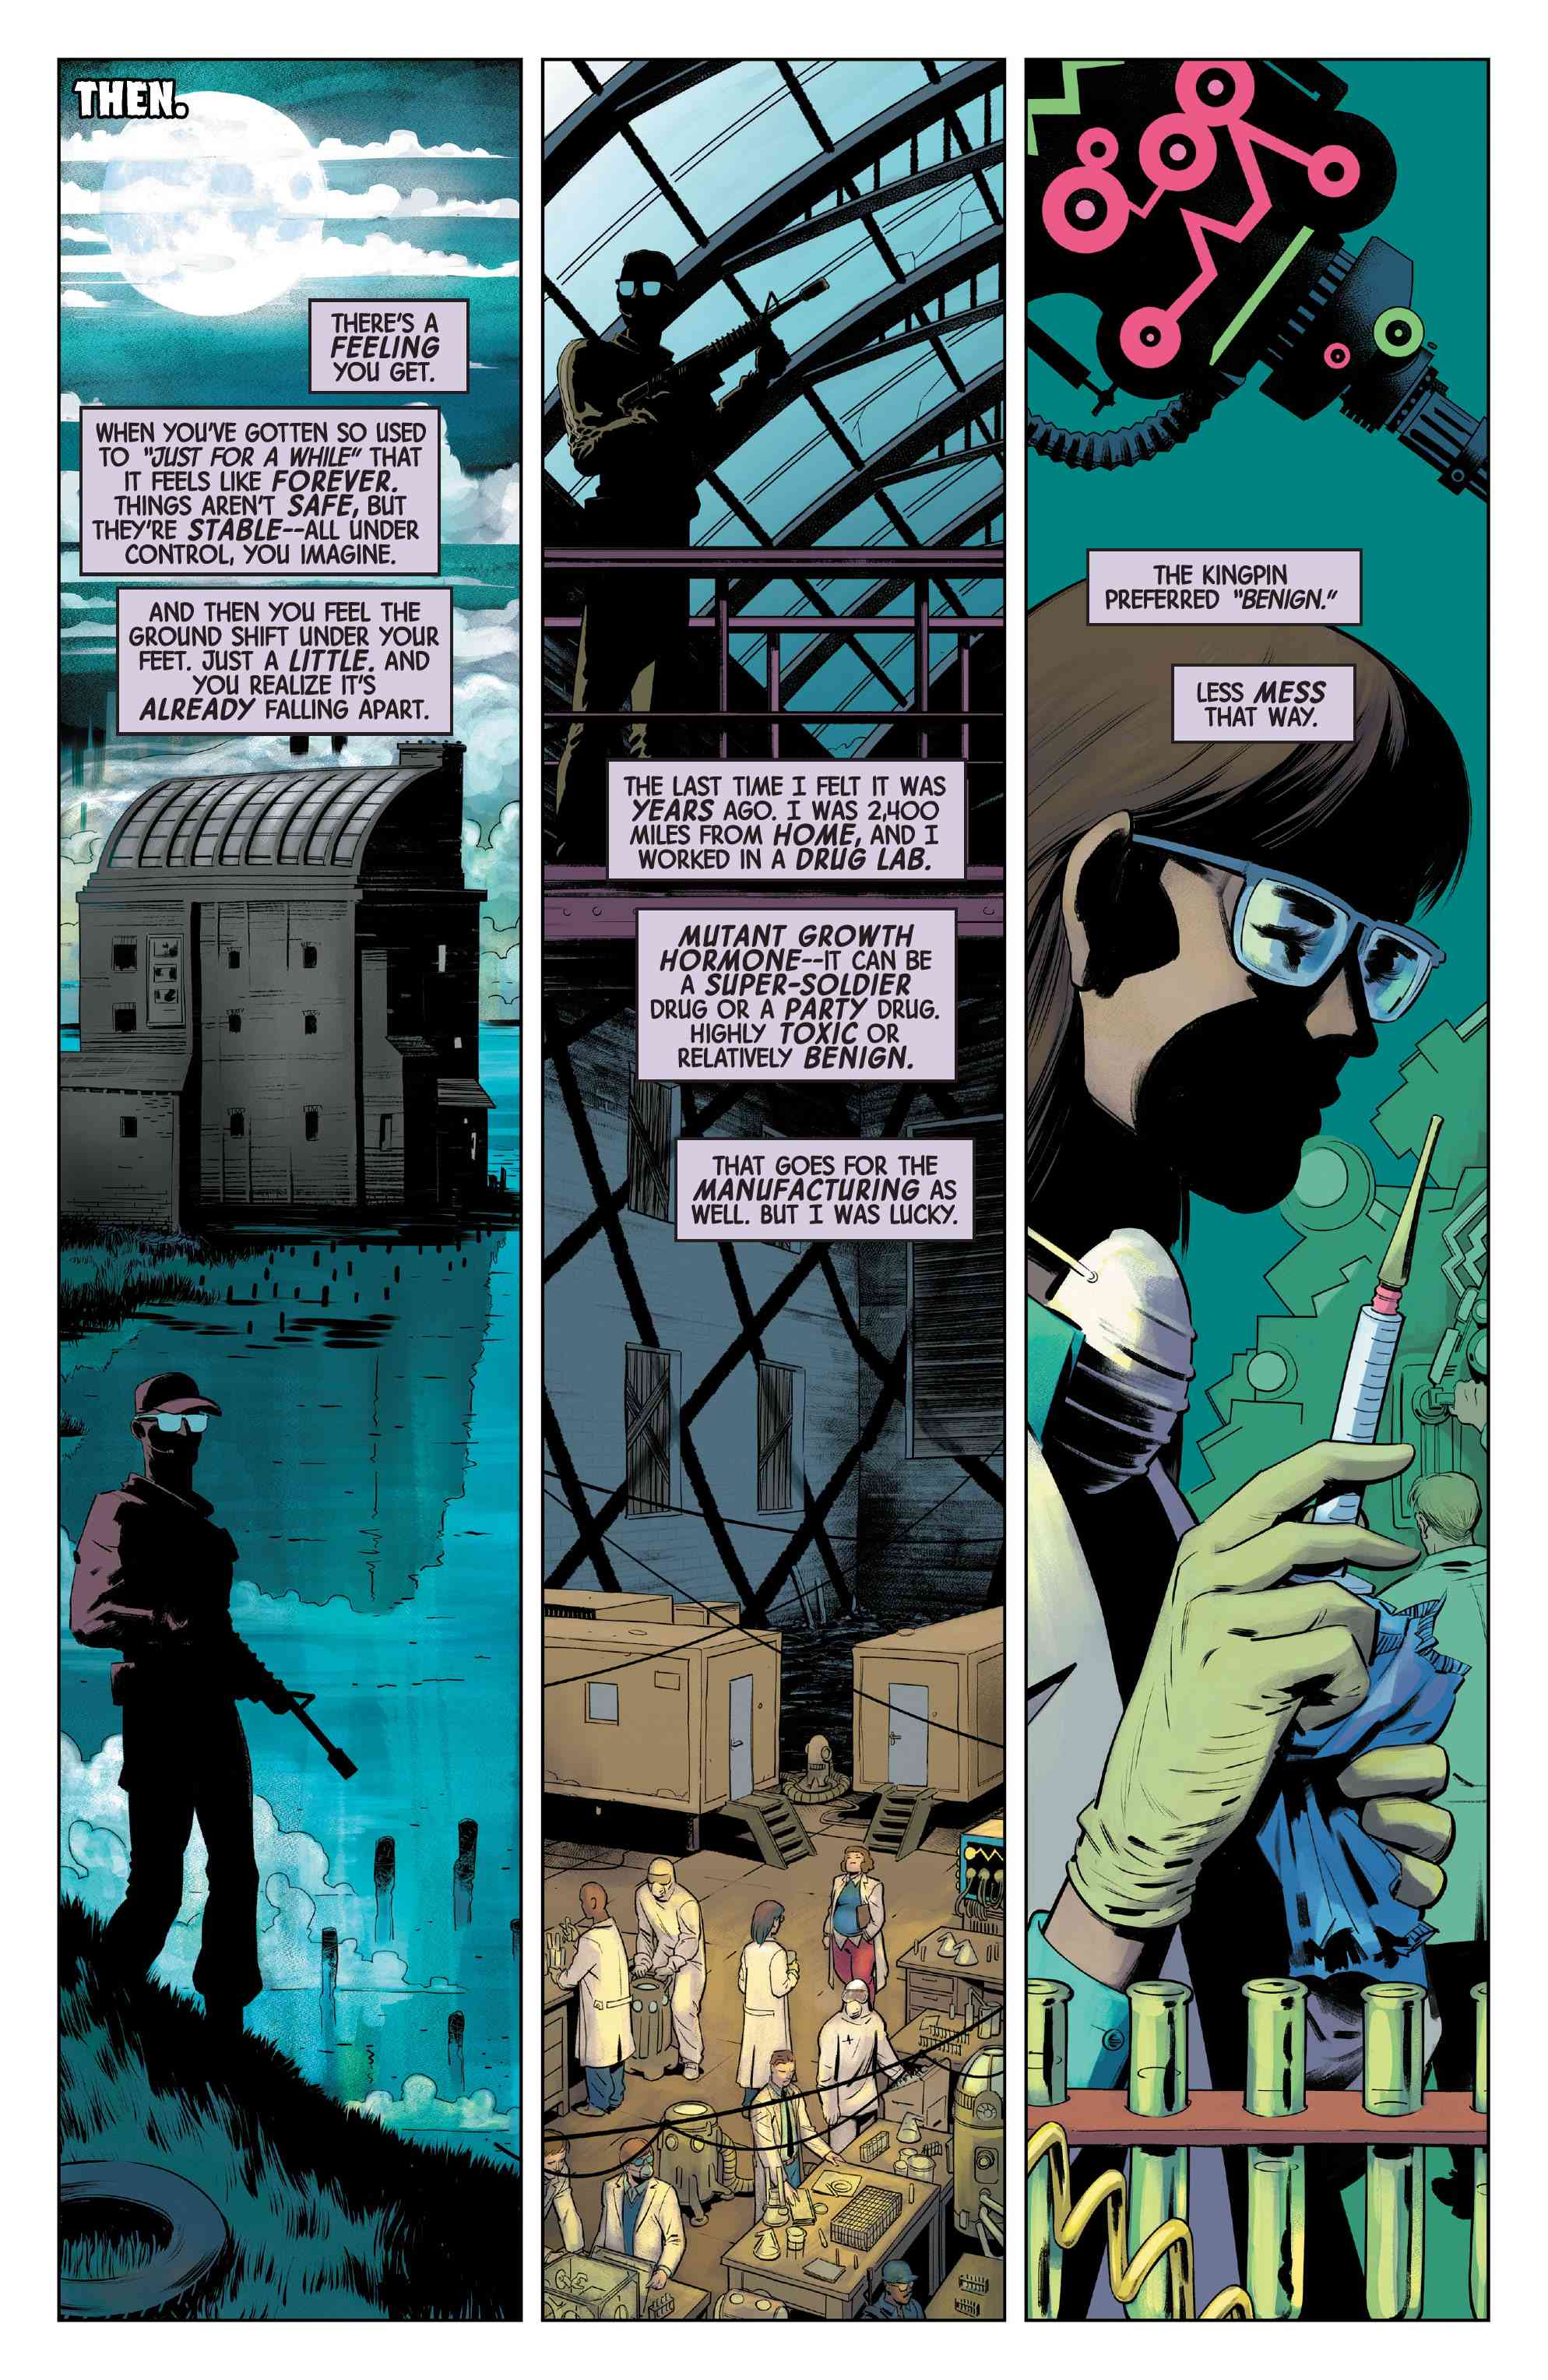 THEN.
THERE'S A
FEELING
YOU GET.
WHEN YOU'VE GOTTEN SO USED
TO "JUST FOR A WHILE" THAT
IT FEELS LIKE FOREVER.
THINGS AREN'T SAFE, BUT
THEY'RE STABLE--ALL UNDER
CONTROL, YOU IMAGINE.
AND THEN YOU FEEL THE
GROUND SHIFT UNDER YOUR
FEET. JUST A LITTLE. AND
YOU REALIZE IT'S
ALREADY FALLING APART.
THE LAST TIME I FELT IT WAS
YEARS AGO. I WAS 2,400
MILES FROM HOME, AND I
WORKED IN A DRUG LAB.
MUTANT GROWTH
HORMONE--IT CAN BE
A SUPER-SOLDIER
DRUG OR A PARTY DRUG.
HIGHLY TOXIC OR
RELATIVELY BENIGN.
THAT GOES FOR THE
MANUFACTURING AS
WELL. BUT I WAS LUCKY.
THE KINGPIN
PREFERRED "BENIGN."
LESS MESS
THAT WAY.